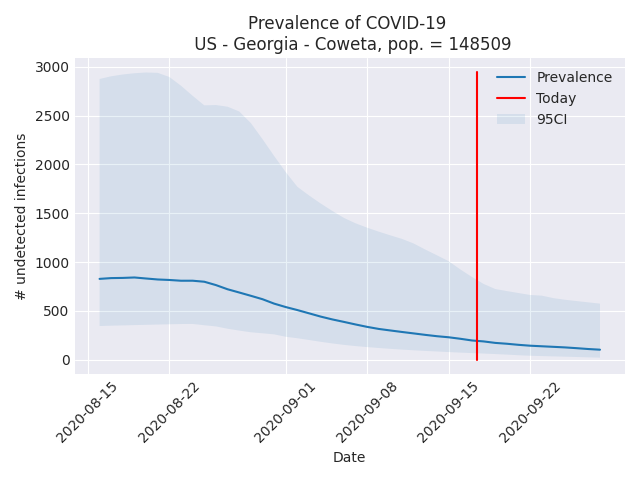 Prevalence of COVID-19
US - Georgia - Coweta, pop. = 148509
# undetected infections
3000
2500
2000
1500
1000
500
0
Prevalence
Today
95CI
2020-08-15
2020-08-22
2020-09-01
2020-09-08
2020-09-15
2020-09-22
Date